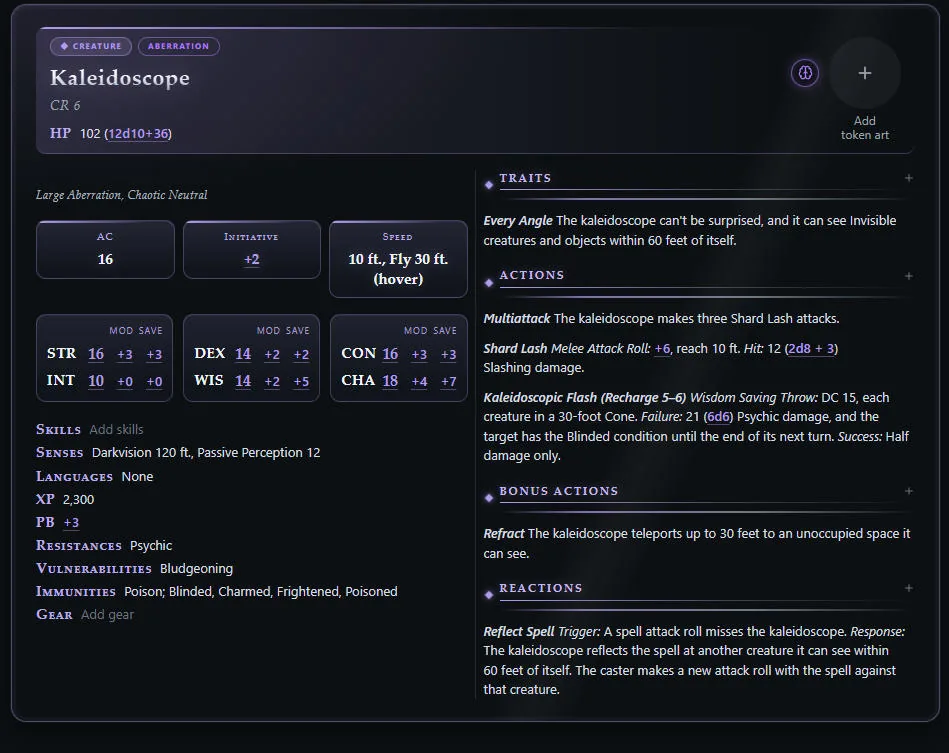 ◆ CREATURE ABERRATION
Kaleidoscope
CR 6
HP 102 (12d10+36)
+
Add
token art
Large Aberration, Chaotic Neutral
AC
16
Initiative
+2
Speed
10 ft., Fly 30 ft.
(hover)
MOD SAVE
STR 16 +3 +3
INT 10 +0 +0
MOD SAVE
DEX 14 +2 +2
WIS 14 +2 +5
MOD SAVE
CON 16 +3 +3
CHA 18 +4 +7
Skills Add skills
Senses Darkvision 120 ft., Passive Perception 12
Languages None
XP 2,300
PB +3
Resistances Psychic
Vulnerabilities Bludgeoning
Immunities Poison; Blinded, Charmed, Frightened, Poisoned
Gear Add gear
TRAITS +
Every Angle The kaleidoscope can't be surprised, and it can see Invisible
creatures and objects within 60 feet of itself.
ACTIONS +
Multiattack The kaleidoscope makes three Shard Lash attacks.
Shard Lash Melee Attack Roll: +6, reach 10 ft. Hit: 12 (2d8 + 3)
Slashing damage.
Kaleidoscopic Flash (Recharge 5–6) Wisdom Saving Throw: DC 15, each
creature in a 30-foot Cone. Failure: 21 (6d6) Psychic damage, and the
target has the Blinded condition until the end of its next turn. Success: Half
damage only.
BONUS ACTIONS +
Refract The kaleidoscope teleports up to 30 feet to an unoccupied space it
can see.
REACTIONS +
Reflect Spell Trigger: A spell attack roll misses the kaleidoscope. Response:
The kaleidoscope reflects the spell at another creature it can see within
60 feet of itself. The caster makes a new attack roll with the spell against
that creature.